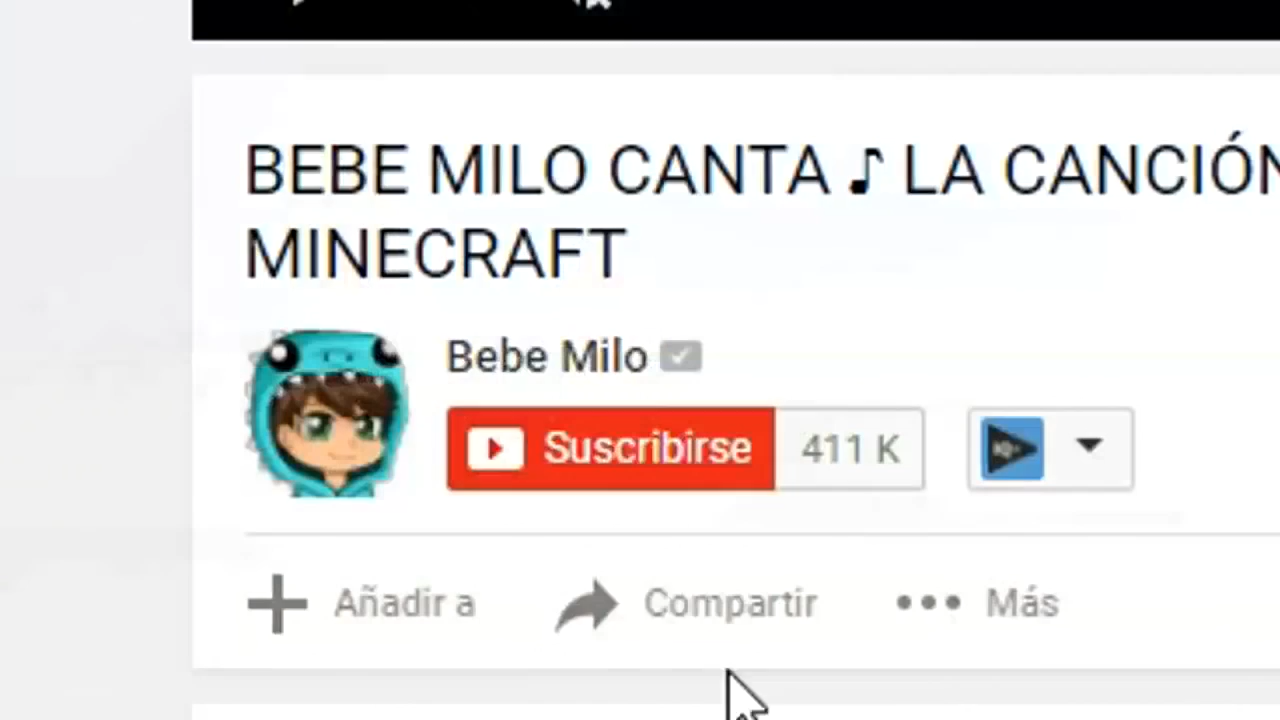 BEBE MILO CANTA ♪ LA CANCIÓN
MINECRAFT
Bebe Milo
Suscribirse 411 K
Añadir a Compartir Más